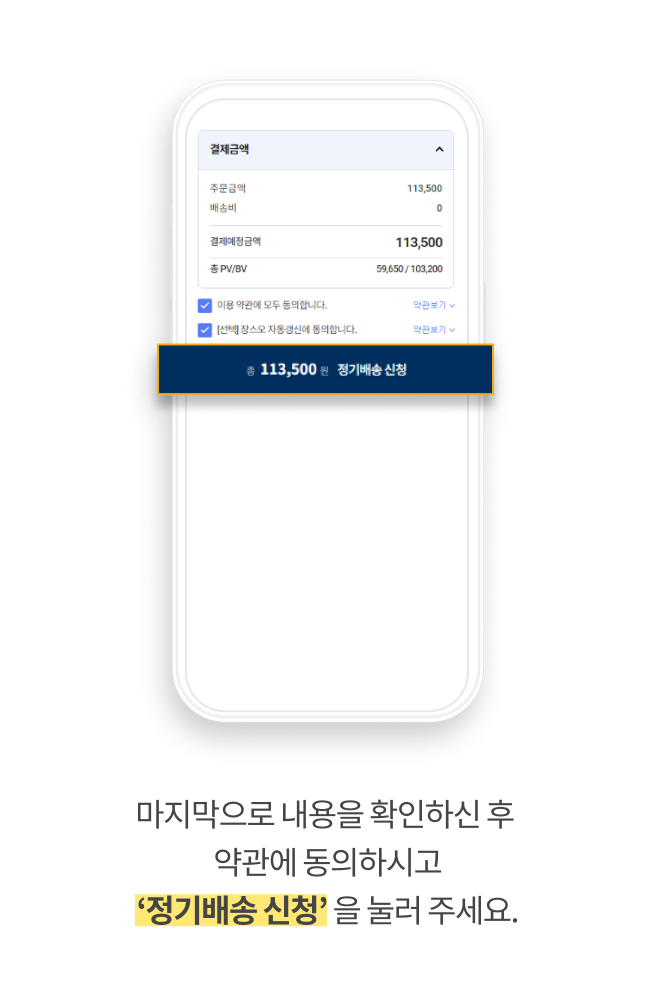 결제금액
주문금액 113,500
배송비 0
결제예정금액 113,500
총 PV/BV 59,650 / 103,200
이용 약관에 모두 동의합니다. 약관보기
[선택] 장스오 자동갱신에 동의합니다. 약관보기
총 113,500 원 정기배송 신청
마지막으로 내용을 확인하신 후
약관에 동의하시고
‘정기배송 신청’ 을 눌러 주세요.